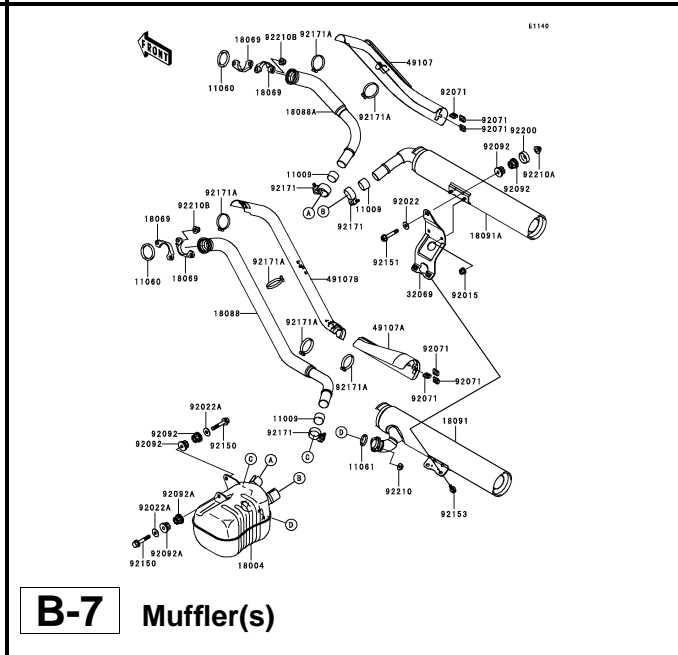 E1140
FRONT
18069
92210B
92171A
49107
11060
18069
18088A
92171A
92071
92071
92071
92092
92200
92092
92210A
11009
92171
A
B
11009
92171
92022
18091A
92151
32069
92015
92171A
18069
92210B
18069
11060
92171A
49107B
18088
92171A
92171A
49107A
92071
92071
92071
18091
11009
92171
C
D
11061
92210
92153
92022A
92092
92092
92150
C
A
B
D
92092A
92022A
92092A
92150
18004
B-7 Muffler(s)